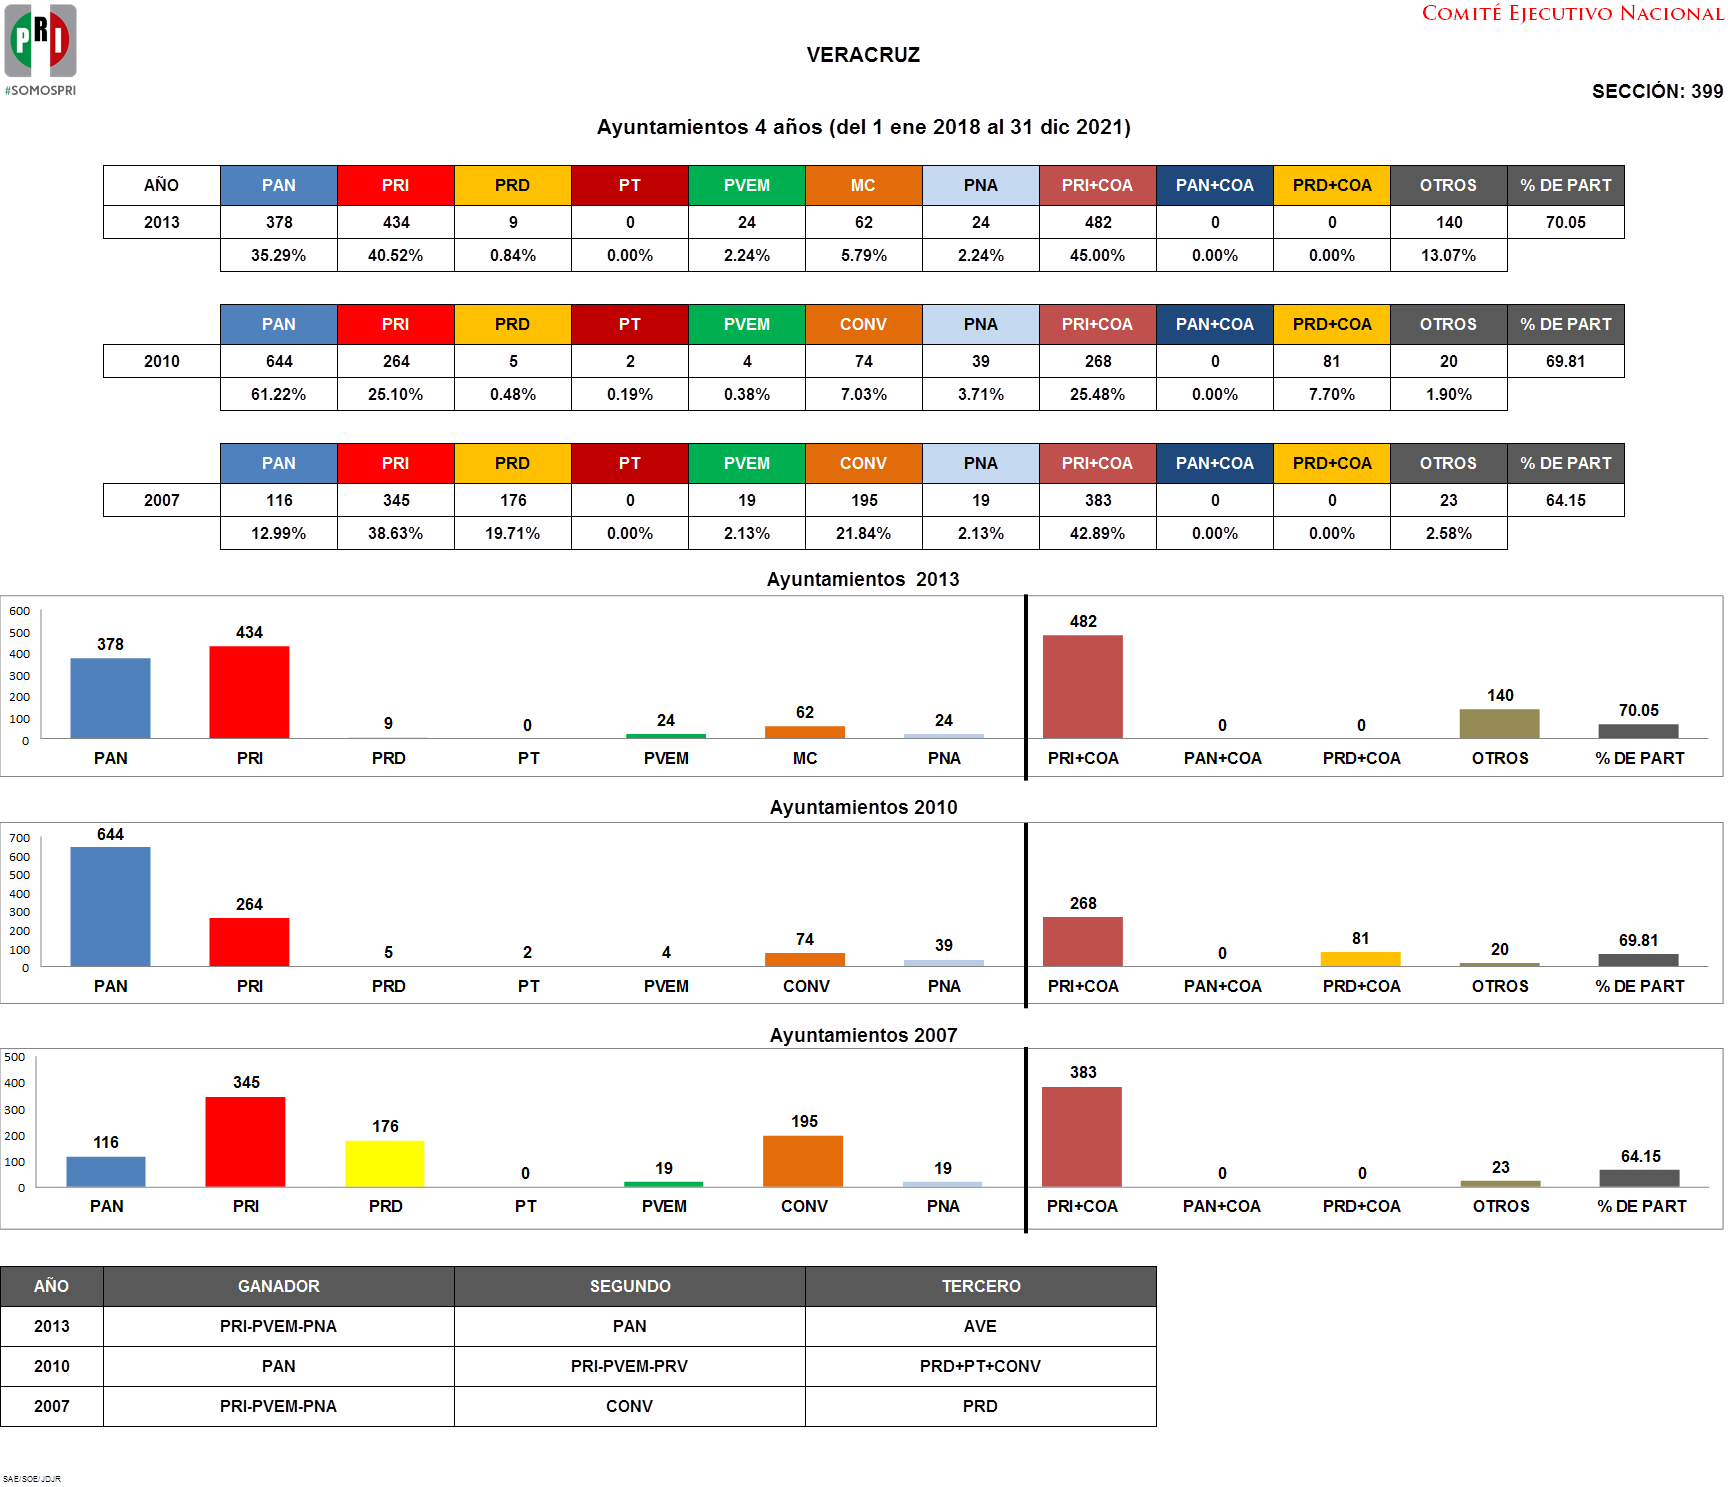 COMITÉ EJECUTIVO NACIONAL
PRI
#SOMOSPRI
VERACRUZ
SECCIÓN: 399
Ayuntamientos 4 años (del 1 ene 2018 al 31 dic 2021)
AÑO PAN PRI PRD PT PVEM MC PNA PRI+COA PAN+COA PRD+COA OTROS % DE PART
2013 378 434 9 0 24 62 24 482 0 0 140 70.05
35.29% 40.52% 0.84% 0.00% 2.24% 5.79% 2.24% 45.00% 0.00% 0.00% 13.07%
PAN PRI PRD PT PVEM CONV PNA PRI+COA PAN+COA PRD+COA OTROS % DE PART
2010 644 264 5 2 4 74 39 268 0 81 20 69.81
61.22% 25.10% 0.48% 0.19% 0.38% 7.03% 3.71% 25.48% 0.00% 7.70% 1.90%
PAN PRI PRD PT PVEM CONV PNA PRI+COA PAN+COA PRD+COA OTROS % DE PART
2007 116 345 176 0 19 195 19 383 0 0 23 64.15
12.99% 38.63% 19.71% 0.00% 2.13% 21.84% 2.13% 42.89% 0.00% 0.00% 2.58%
Ayuntamientos 2013
600
500
400
300
200
100
0
378 434 9 0 24 62 24 482 0 0 140 70.05
PAN PRI PRD PT PVEM MC PNA PRI+COA PAN+COA PRD+COA OTROS % DE PART
Ayuntamientos 2010
700
600
500
400
300
200
100
0
644 264 5 2 4 74 39 268 0 81 20 69.81
PAN PRI PRD PT PVEM CONV PNA PRI+COA PAN+COA PRD+COA OTROS % DE PART
Ayuntamientos 2007
500
400
300
200
100
0
116 345 176 0 19 195 19 383 0 0 23 64.15
PAN PRI PRD PT PVEM CONV PNA PRI+COA PAN+COA PRD+COA OTROS % DE PART
AÑO GANADOR SEGUNDO TERCERO
2013 PRI-PVEM-PNA PAN AVE
2010 PAN PRI-PVEM-PRV PRD+PT+CONV
2007 PRI-PVEM-PNA CONV PRD
SAE/SOE/JDJR